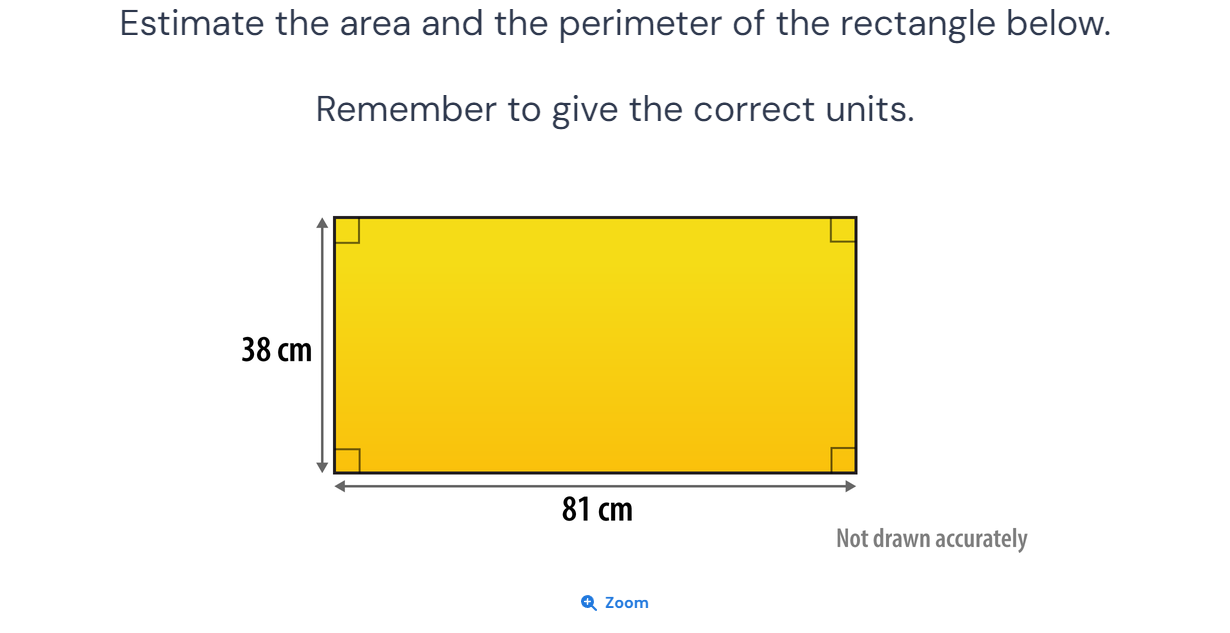 Estimate the area and the perimeter of the rectangle below.
Remember to give the correct units.
38 cm
81 cm
Not drawn accurately
Zoom